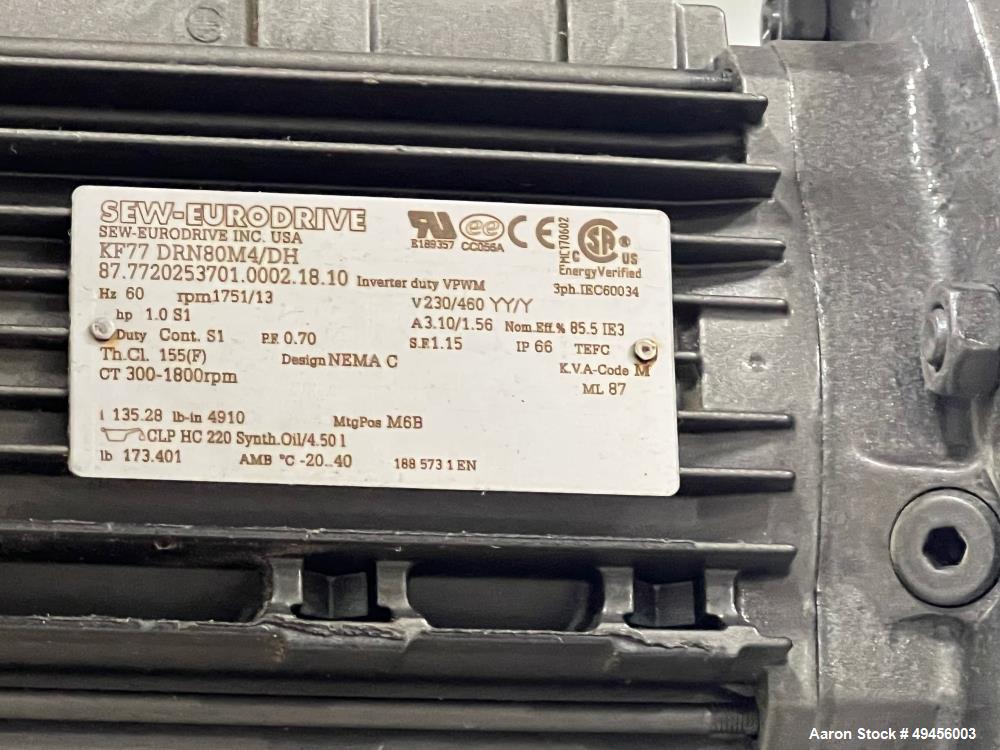 SEW-EURODRIVE
SEW-EURODRIVE INC. USA
KF77 DRN80M4/DH
87.7720253701.0002.18.10 Inverter duty VPWM
E189357 CC056A
PMC170602
US
Energy Verified
3ph.IEC60034
Hz 60 rpm1751/13 V 230/460 YY/Y
hp 1.0 S1 A 3.10/1.56 Nom.Eff.% 85.5 IE3
Duty Cont. S1 P.F. 0.70 S.F. 1.15 IP 66 TEFC
Th.Cl. 155(F) Design NEMA C K.V.A-Code M
CT 300-1800rpm ML 87
i 135.28 lb-in 4910 MtgPos M6B
CLP HC 220 Synth.Oil/4.50 l
lb 173.401 AMB °C -20..40 188 573 1 EN
Aaron Stock # 49456003